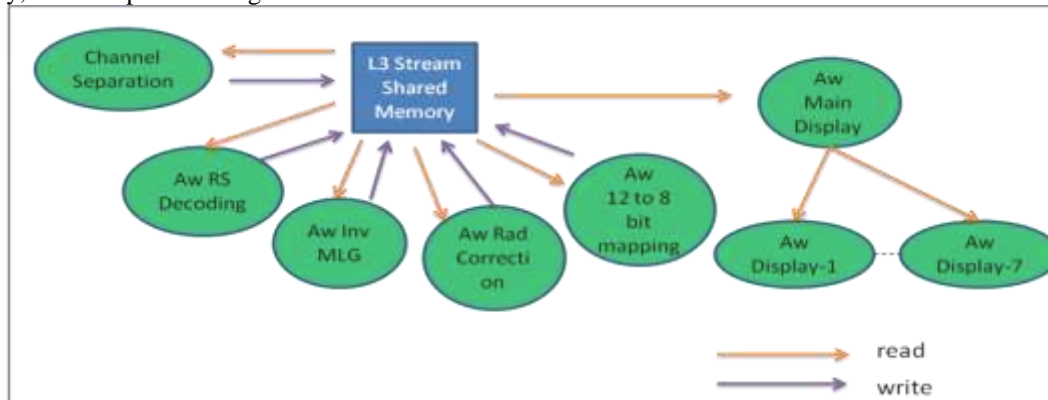 Channel
Separation
L3 Stream
Shared
Memory
Aw
Main
Display
Aw RS
Decoding
Aw Inv
MLG
Aw Rad
Correcti
on
Aw
12 to 8
bit
mapping
Aw
Display-1
Aw
Display-7
read
write